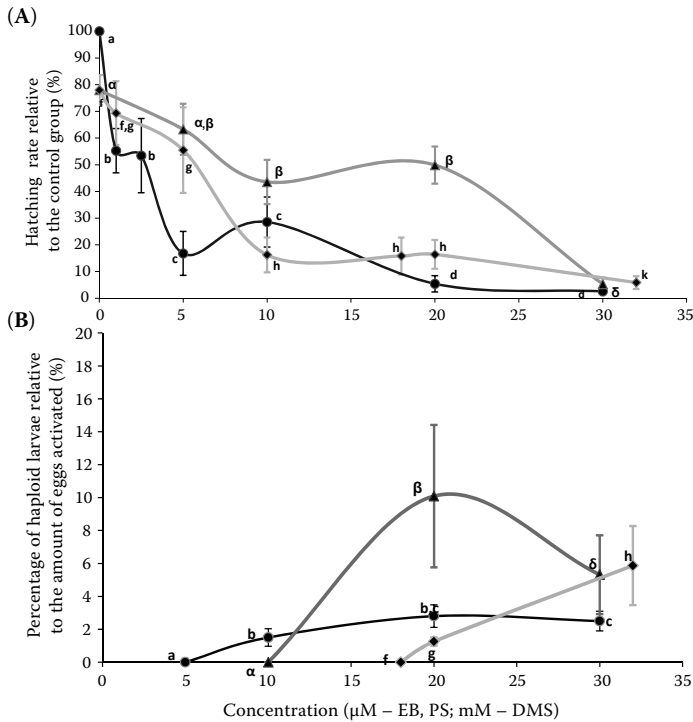 (A)
Hatching rate relative
to the control group (%)
100
90
80
70
60
50
40
30
20
10
0
a
α
f
f,g
b
b
α,β
g
c
β
c
h
h
β
h
d
d
δ
k
0
5
10
15
20
25
30
35
(B)
Percentage of haploid larvae relative
to the amount of eggs activated (%)
20
18
16
14
12
10
8
6
4
2
0
a
b
α
β
b,
g
f
δ
c
h
0
5
10
15
20
25
30
35
Concentration (μM – EB, PS; mM – DMS)